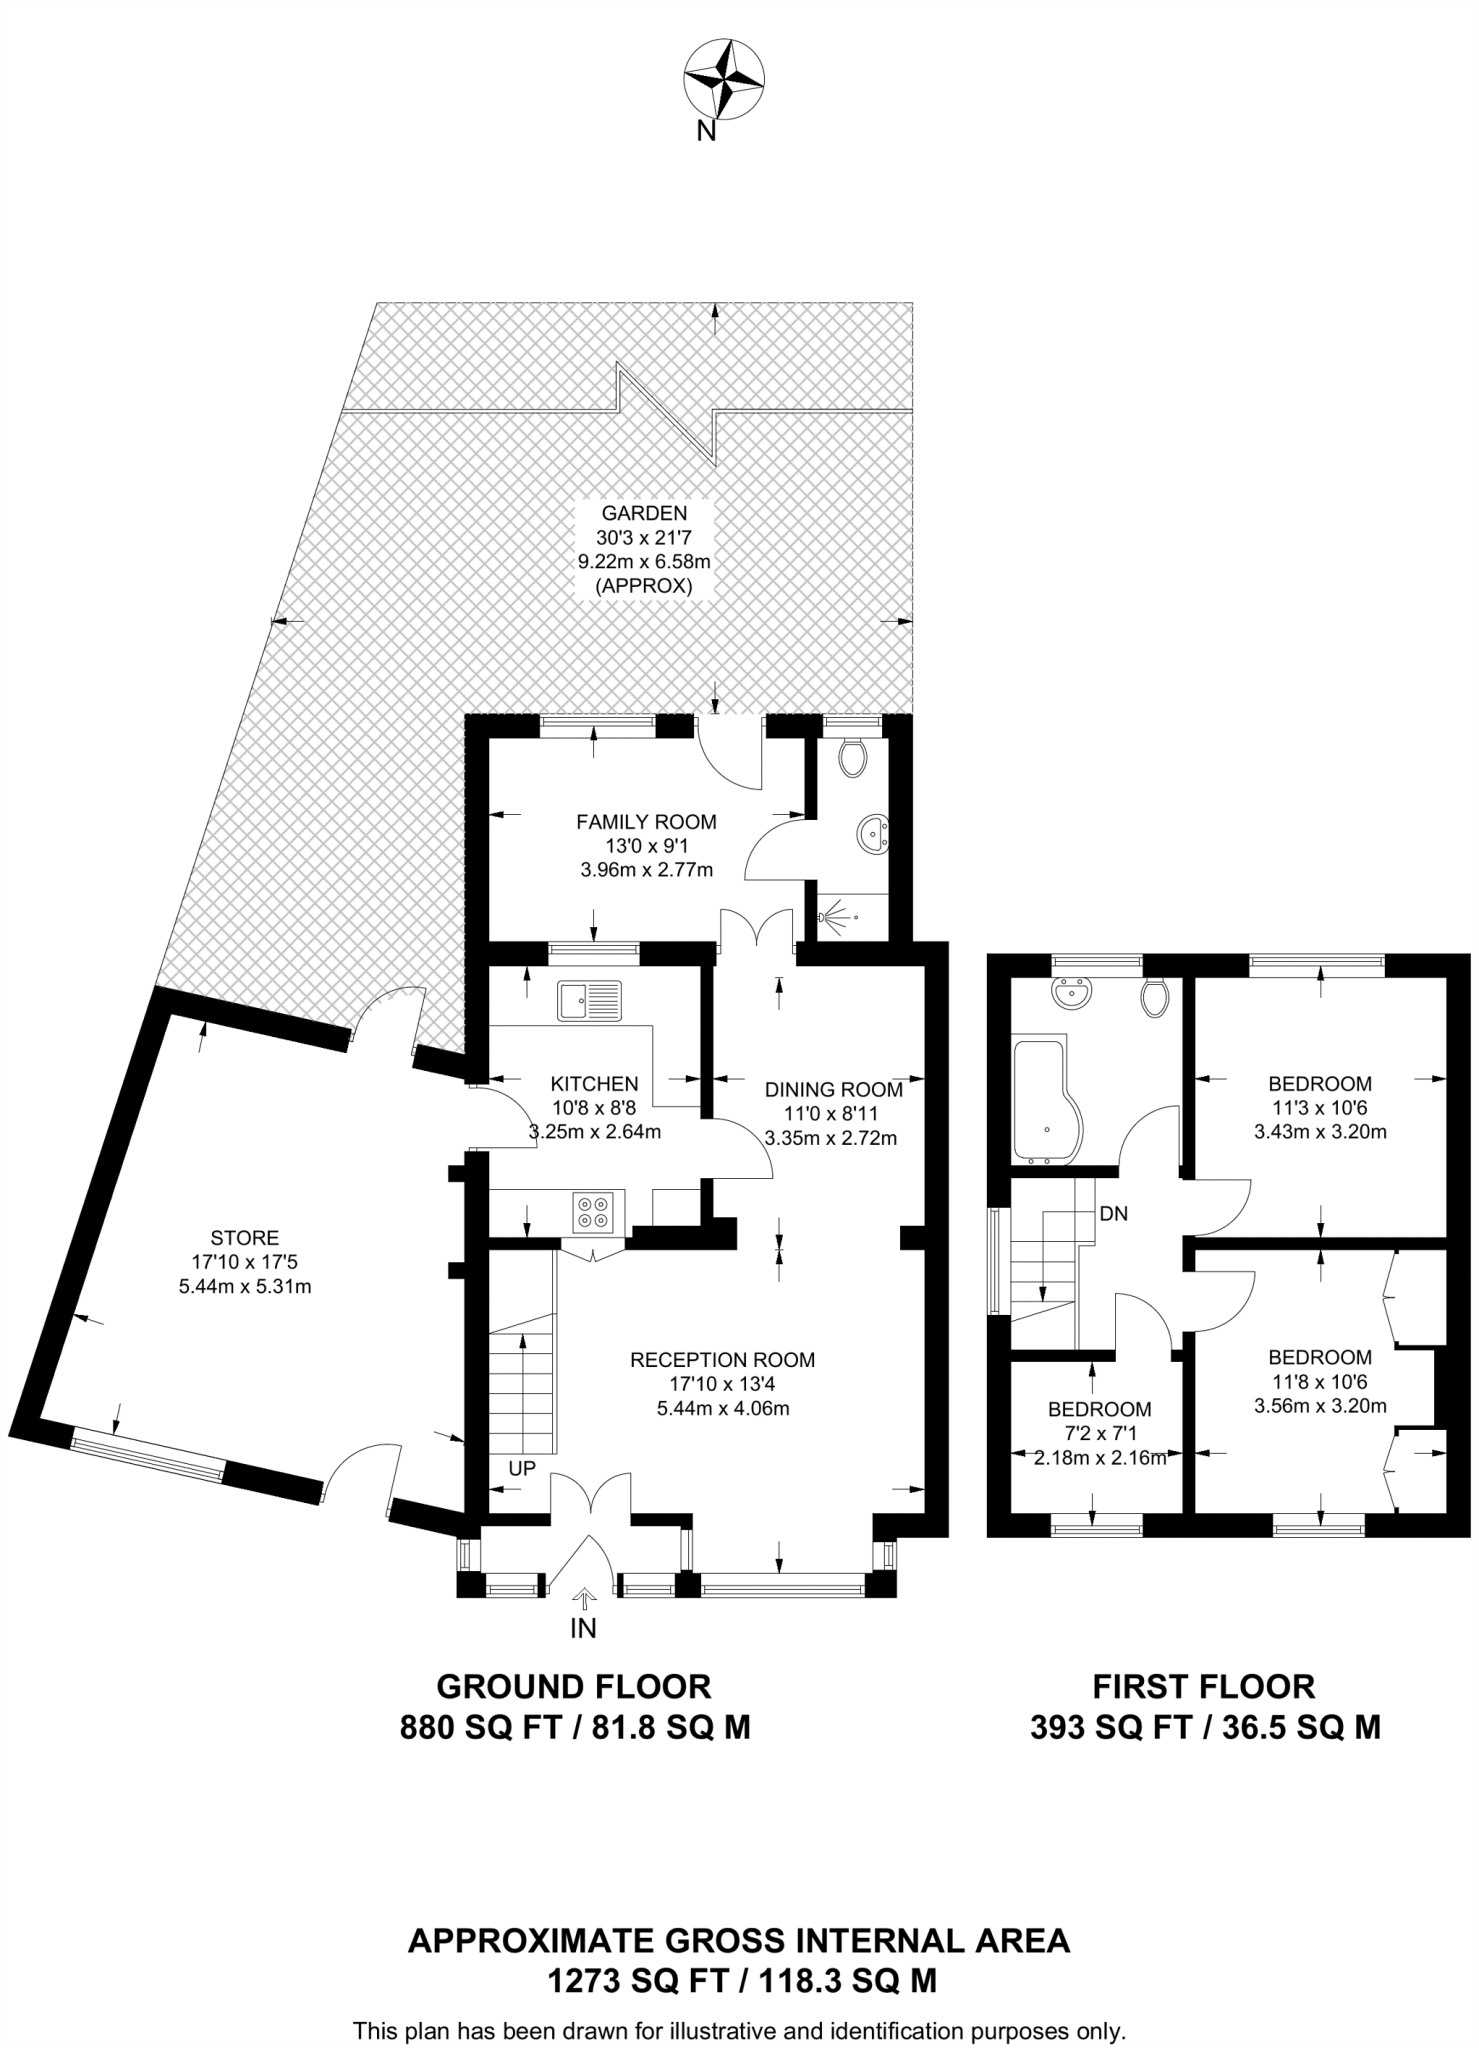 N
GARDEN
30'3 x 21'7
9.22m x 6.58m
(APPROX)
FAMILY ROOM
13'0 x 9'1
3.96m x 2.77m
KITCHEN
10'8 x 8'8
3.25m x 2.64m
DINING ROOM
11'0 x 8'11
3.35m x 2.72m
STORE
17'10 x 17'5
5.44m x 5.31m
RECEPTION ROOM
17'10 x 13'4
5.44m x 4.06m
UP
IN
BEDROOM
11'3 x 10'6
3.43m x 3.20m
DN
BEDROOM
11'8 x 10'6
3.56m x 3.20m
BEDROOM
7'2 x 7'1
2.18m x 2.16m
GROUND FLOOR
880 SQ FT / 81.8 SQ M
FIRST FLOOR
393 SQ FT / 36.5 SQ M
APPROXIMATE GROSS INTERNAL AREA
1273 SQ FT / 118.3 SQ M
This plan has been drawn for illustrative and identification purposes only.